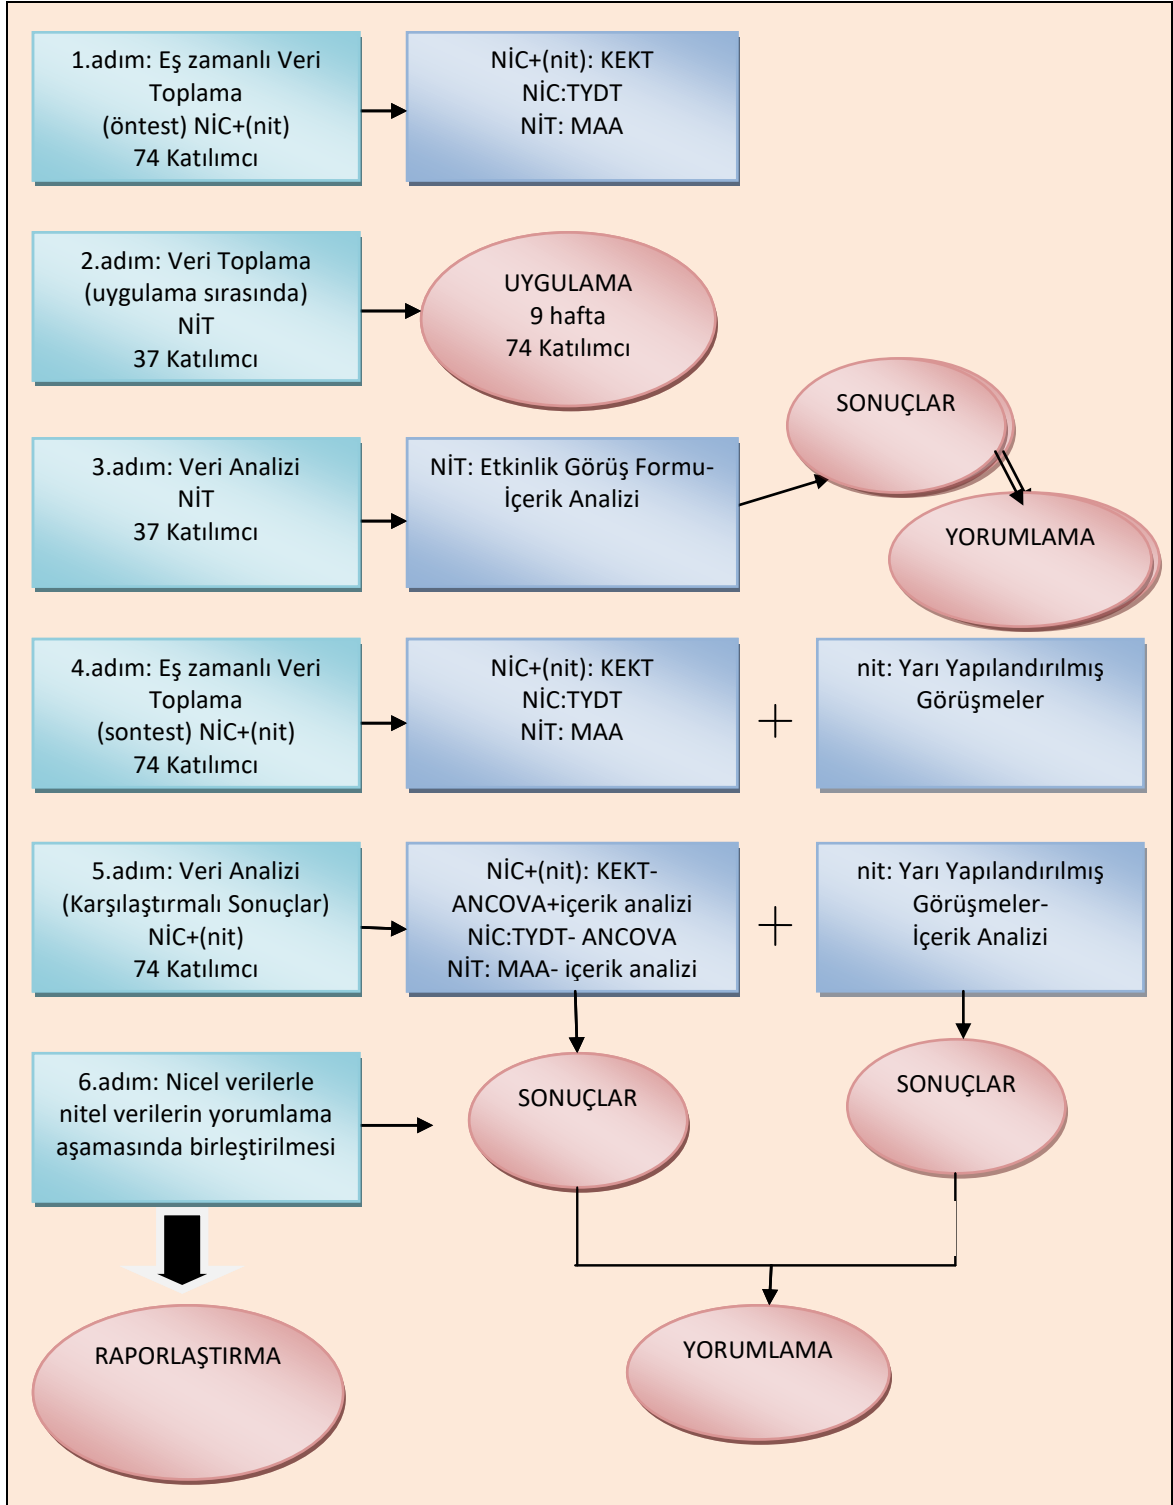 1.adım: Eş zamanlı Veri
Toplama
(öntest) NİC+(nit)
74 Katılımcı
NİC+(nit): KEKT
NİC:TYDT
NİT: MAA
2.adım: Veri Toplama
(uygulama sırasında)
NİT
37 Katılımcı
UYGULAMA
9 hafta
74 Katılımcı
3.adım: Veri Analizi
NİT
37 Katılımcı
NİT: Etkinlik Görüş Formu-
İçerik Analizi
SONUÇLAR
YORUMLAMA
4.adım: Eş zamanlı Veri
Toplama
(sontest) NİC+(nit)
74 Katılımcı
NİC+(nit): KEKT
NİC:TYDT
NİT: MAA
+
nit: Yarı Yapılandırılmış
Görüşmeler
5.adım: Veri Analizi
(Karşılaştırmalı Sonuçlar)
NİC+(nit)
74 Katılımcı
NİC+(nit): KEKT-
ANCOVA+içerik analizi
NİC:TYDT- ANCOVA
NİT: MAA- içerik analizi
+
nit: Yarı Yapılandırılmış
Görüşmeler-
İçerik Analizi
6.adım: Nicel verilerle
nitel verilerin yorumlama
aşamasında birleştirilmesi
SONUÇLAR
SONUÇLAR
RAPORLAŞTIRMA
YORUMLAMA